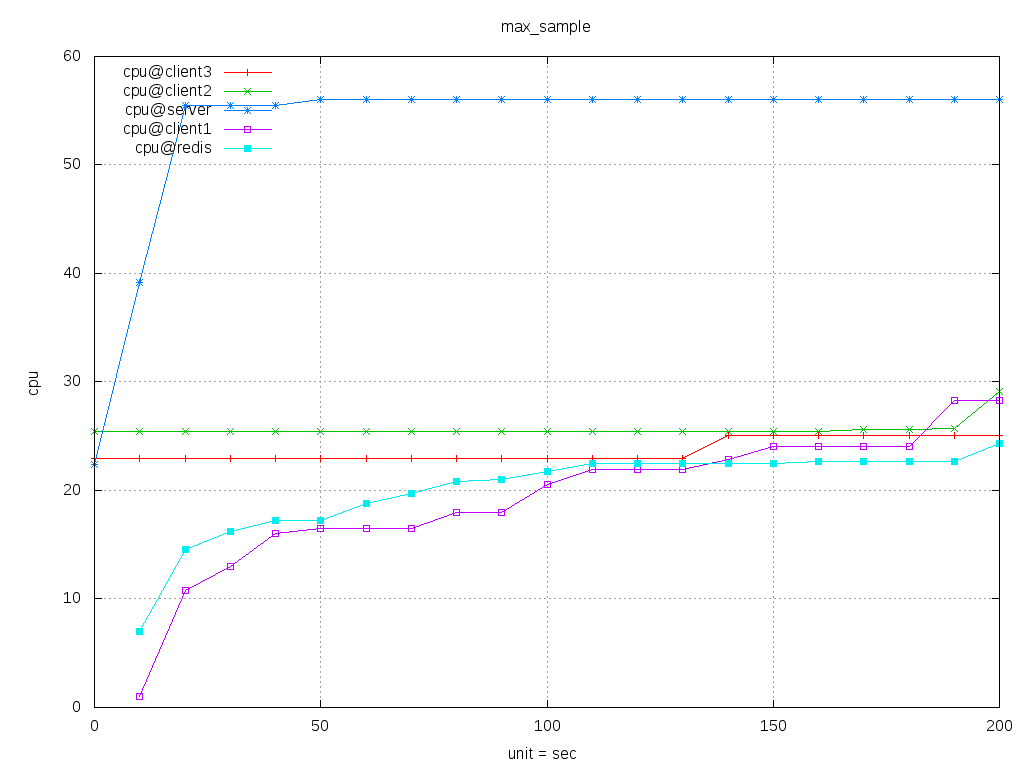 max_sample
60
50
40
30
20
10
0
cpu
cpu@client3
cpu@client2
cpu@server
cpu@client1
cpu@redis
0 50 100 150 200
unit = sec